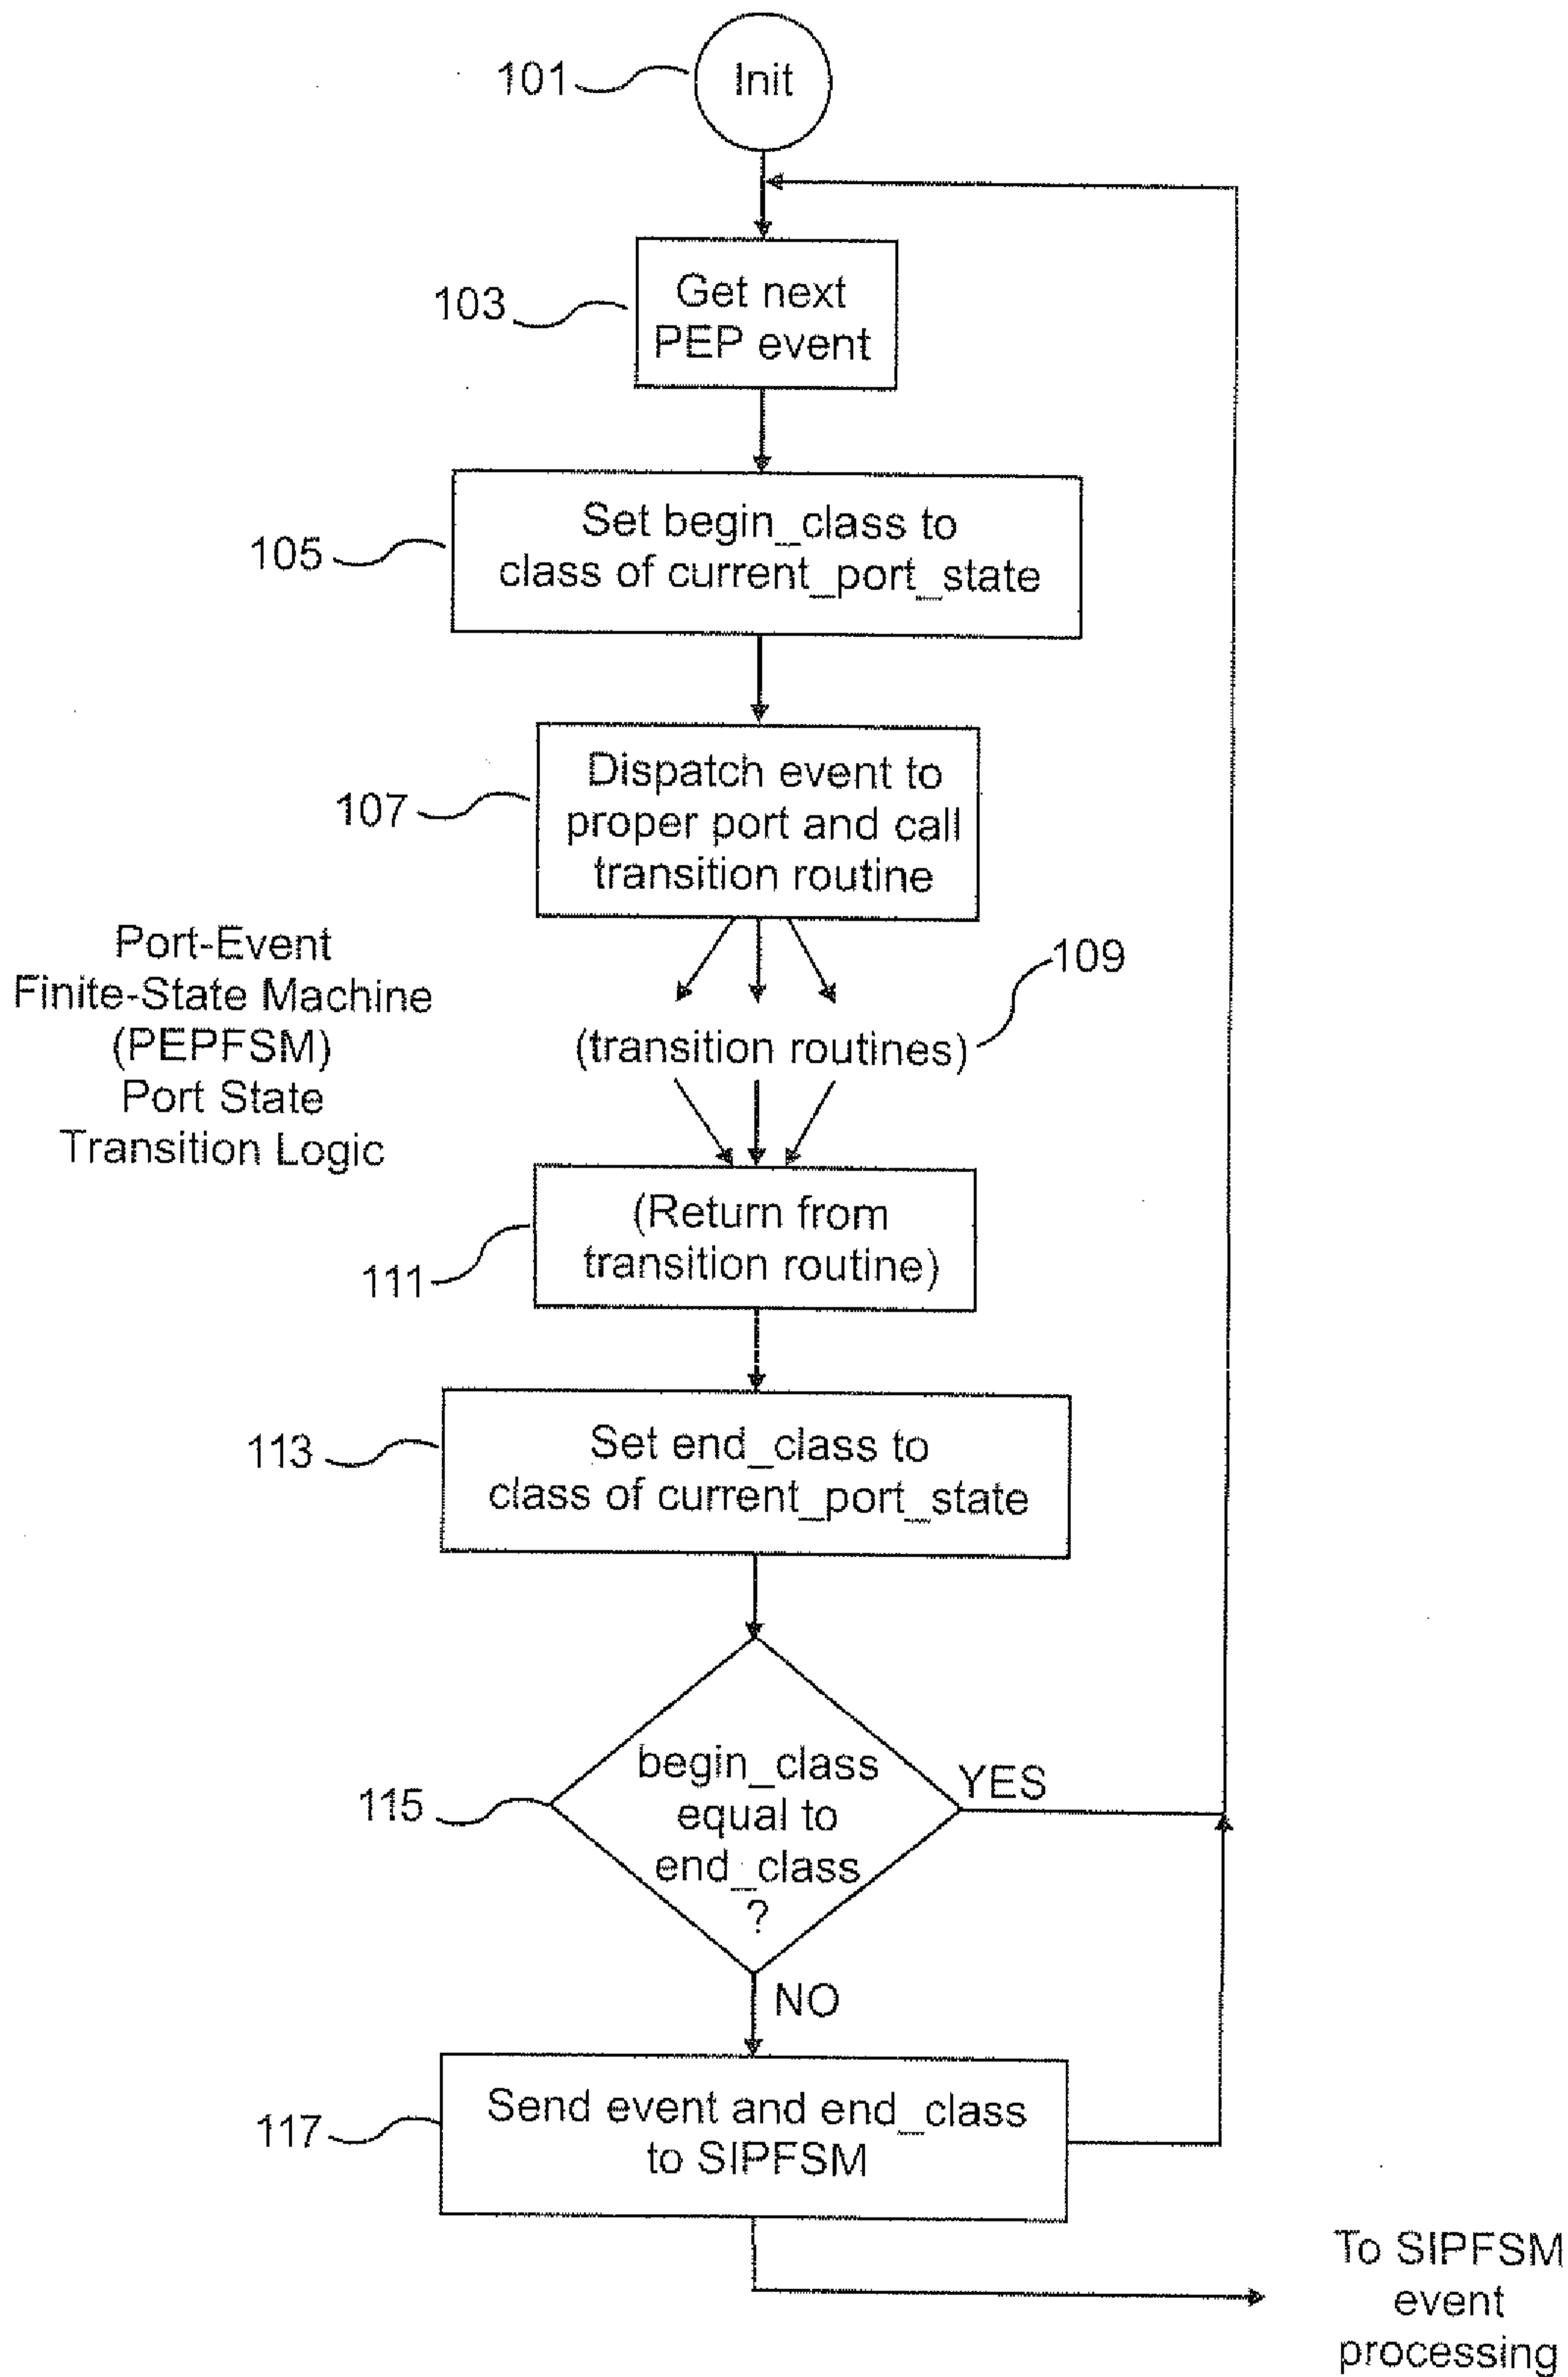 101
Init
103
Get next
PEP event
105
Set begin_class to
class of current_port_state
107
Dispatch event to
proper port and call
transition routine
Port-Event
Finite-State Machine
(PEPFSM)
Port State
Transition Logic
109
(transition routines)
111
(Return from
transition routine)
113
Set end_class to
class of current_port_state
115
begin_class
equal to
end_class
?
YES
NO
117
Send event and end_class
to SIPFSM
To SIPFSM
event
processing